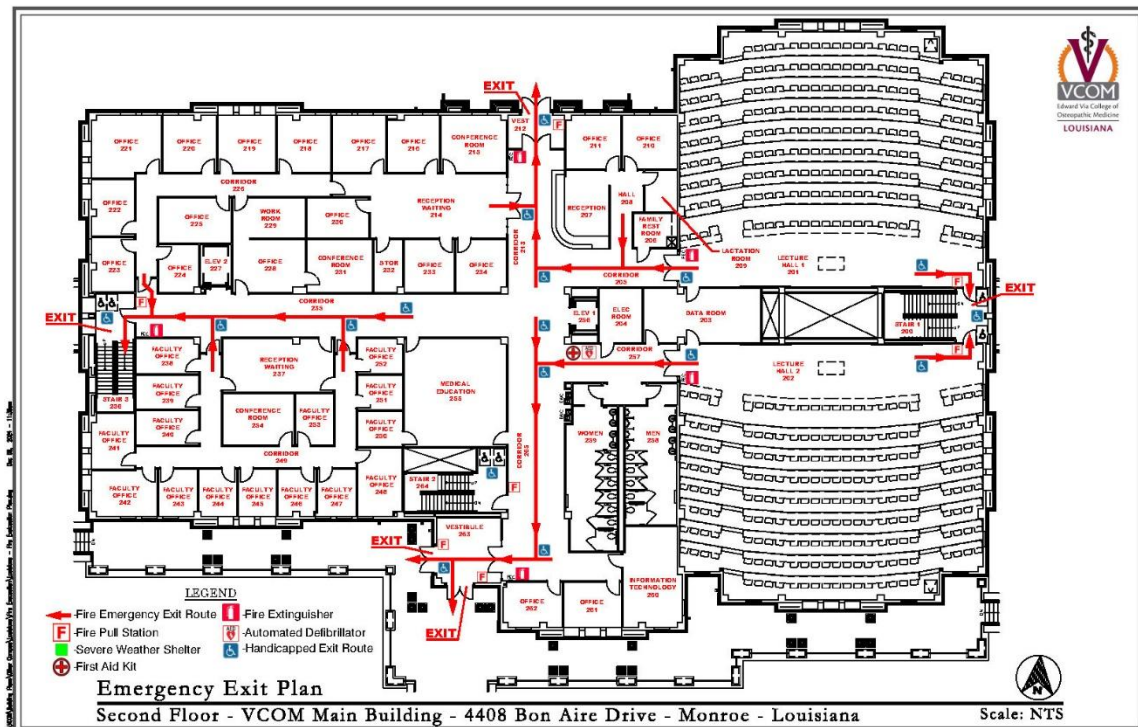 VCOM
Edward Via College of
Osteopathic Medicine
LOUISIANA
EXIT
VEST
212
OFFICE
221
OFFICE
220
OFFICE
219
OFFICE
218
OFFICE
217
OFFICE
216
CONFERENCE
ROOM
215
OFFICE
211
OFFICE
210
CORRIDOR
226
RECEPTION
WAITING
214
HALL
208
RECEPTION
207
FAMILY
REST
ROOM
206
LACTATION
ROOM
209
LECTURE
HALL 1
201
OFFICE
222
OFFICE
225
WORK
ROOM
229
OFFICE
230
OFFICE
223
OFFICE
224
ELEV 2
227
OFFICE
228
CONFERENCE
ROOM
231
STOR
232
OFFICE
233
OFFICE
234
CORRIDOR
213
CORRIDOR
205
CORRIDOR
235
EXIT
ELEV 1
256
ELEC
ROOM
204
DATA ROOM
203
STAIR 1
200
EXIT
CORRIDOR
257
LECTURE
HALL 2
202
STAIR 3
236
FACULTY
OFFICE
238
FACULTY
OFFICE
239
FACULTY
OFFICE
240
FACULTY
OFFICE
241
RECEPTION
WAITING
237
CONFERENCE
ROOM
254
FACULTY
OFFICE
253
FACULTY
OFFICE
252
FACULTY
OFFICE
251
FACULTY
OFFICE
250
MEDICAL
EDUCATION
255
CORRIDOR
249
FACULTY
OFFICE
242
FACULTY
OFFICE
243
FACULTY
OFFICE
244
FACULTY
OFFICE
245
FACULTY
OFFICE
246
FACULTY
OFFICE
247
FACULTY
OFFICE
248
STAIR 2
264
CORRIDOR
265
WOMEN
259
MEN
258
VESTIBULE
263
EXIT
EXIT
OFFICE
262
OFFICE
261
INFORMATION
TECHNOLOGY
260
LEGEND
-Fire Emergency Exit Route
-Fire Extinguisher
F -Fire Pull Station
AED -Automated Delibrillator
-Severe Weather Shelter
-Handicapped Exit Route
-First Aid Kit
N
Emergency Exit Plan
Second Floor - VCOM Main Building - 4408 Bon Aire Drive - Monroe - Louisiana
Scale: NTS